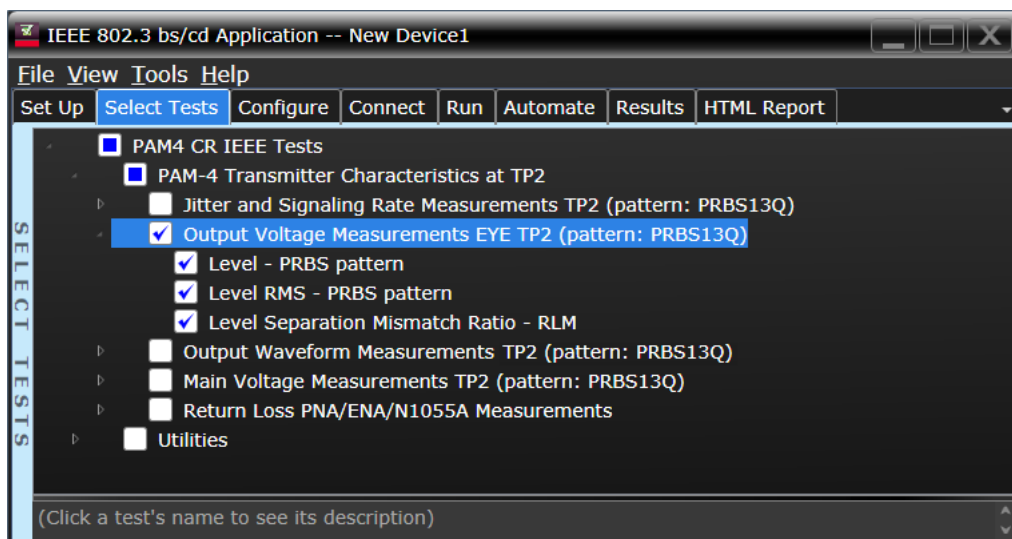 IEEE 802.3 bs/cd Application -- New Device1
File View Tools Help
Set Up Select Tests Configure Connect Run Automate Results HTML Report
SELECT TESTS
PAM4 CR IEEE Tests
PAM-4 Transmitter Characteristics at TP2
Jitter and Signaling Rate Measurements TP2 (pattern: PRBS13Q)
Output Voltage Measurements EYE TP2 (pattern: PRBS13Q)
Level - PRBS pattern
Level RMS - PRBS pattern
Level Separation Mismatch Ratio - RLM
Output Waveform Measurements TP2 (pattern: PRBS13Q)
Main Voltage Measurements TP2 (pattern: PRBS13Q)
Return Loss PNA/ENA/N1055A Measurements
Utilities
(Click a test's name to see its description)